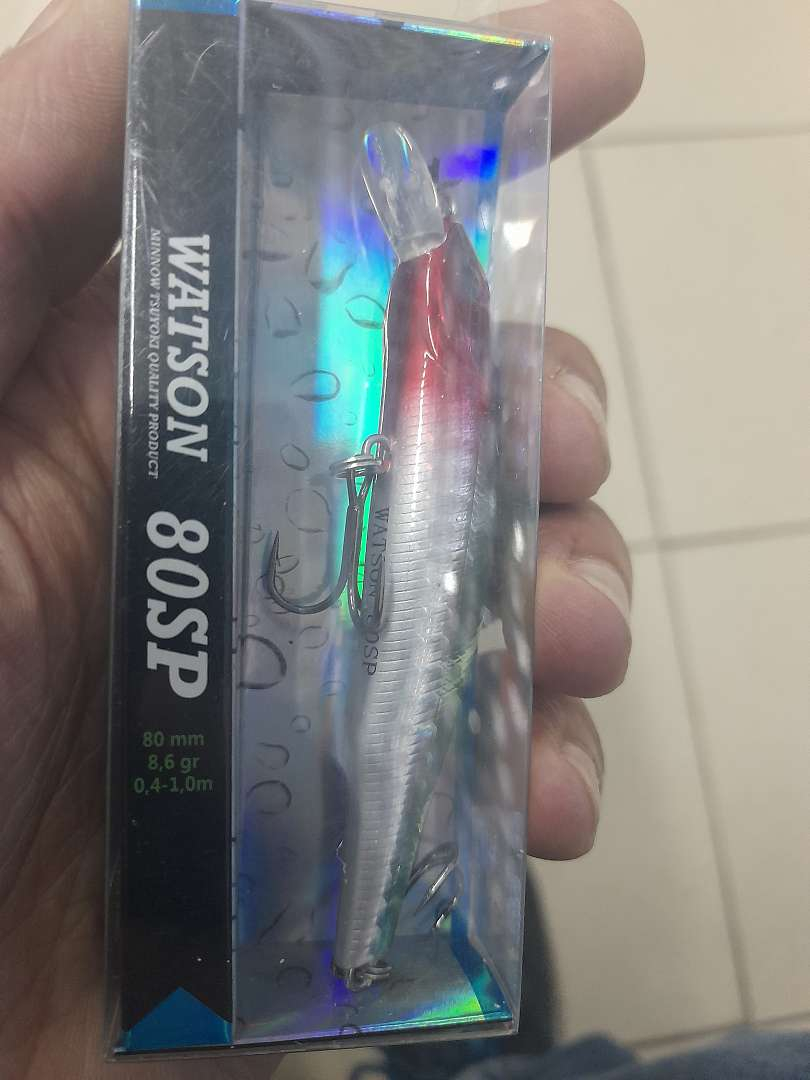 WATSON 80SP
MINNOW TSUYOKI QUALITY PRODUCT
80 mm
8,6 gr
0,4-1,0m
WATSON 80SP